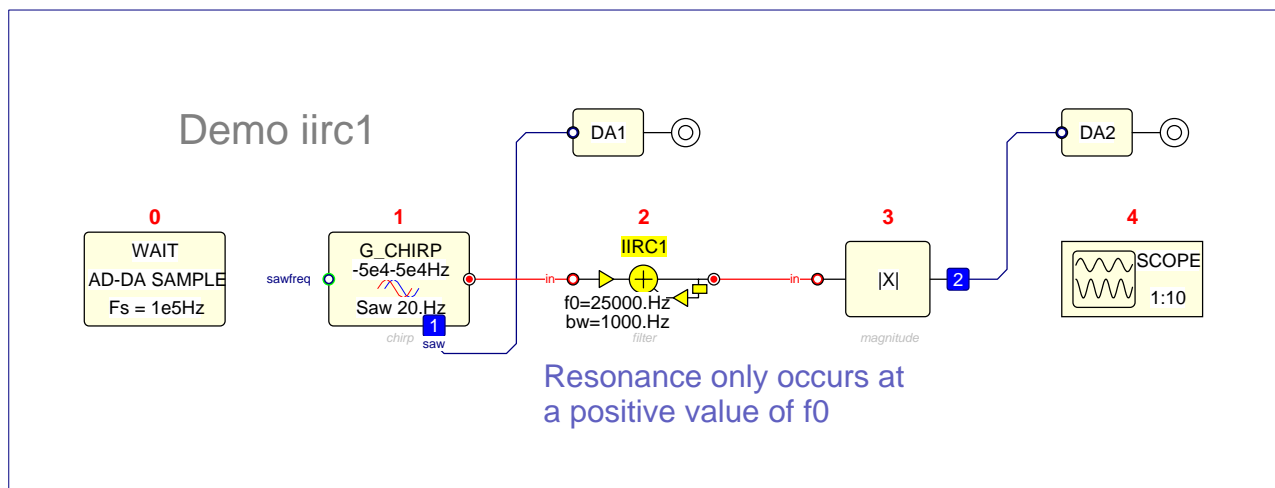 Demo iirc1
DA1
DA2
0
1
2
3
4
WAIT
AD-DA SAMPLE
Fs = 1e5Hz
sawfreq
G_CHIRP
-5e4-5e4Hz
Saw 20.Hz
1
saw
chirp
in
IIRC1
f0=25000.Hz
bw=1000.Hz
filter
in
|X|
2
magnitude
SCOPE
1:10
Resonance only occurs at
a positive value of f0